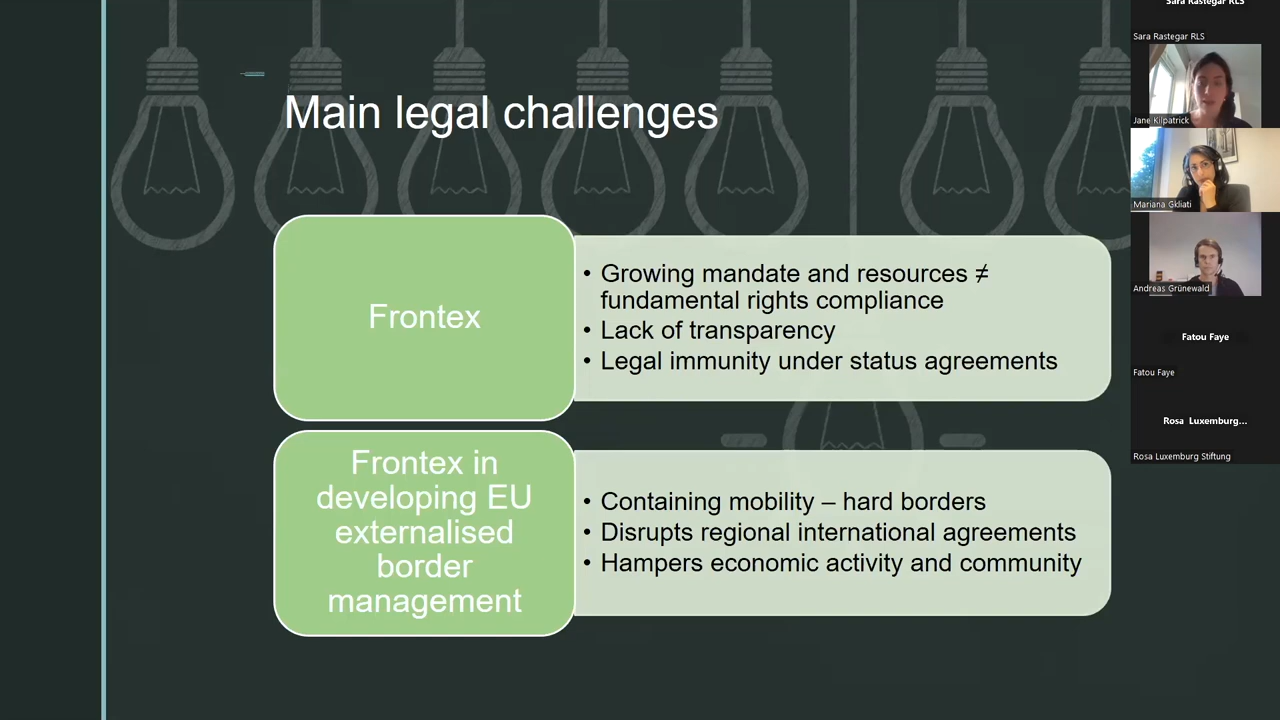 Main legal challenges
Frontex
• Growing mandate and resources ≠
fundamental rights compliance
• Lack of transparency
• Legal immunity under status agreements
Frontex in
developing EU
externalised
border
management
• Containing mobility – hard borders
• Disrupts regional international agreements
• Hampers economic activity and community
Sara Rastegar RLS
Sara Rastegar RLS
Jane Kilpatrick
Mariana Gkliati
Andreas Grünewald
Fatou Faye
Fatou Faye
Rosa Luxemburg...
Rosa Luxemburg Stiftung